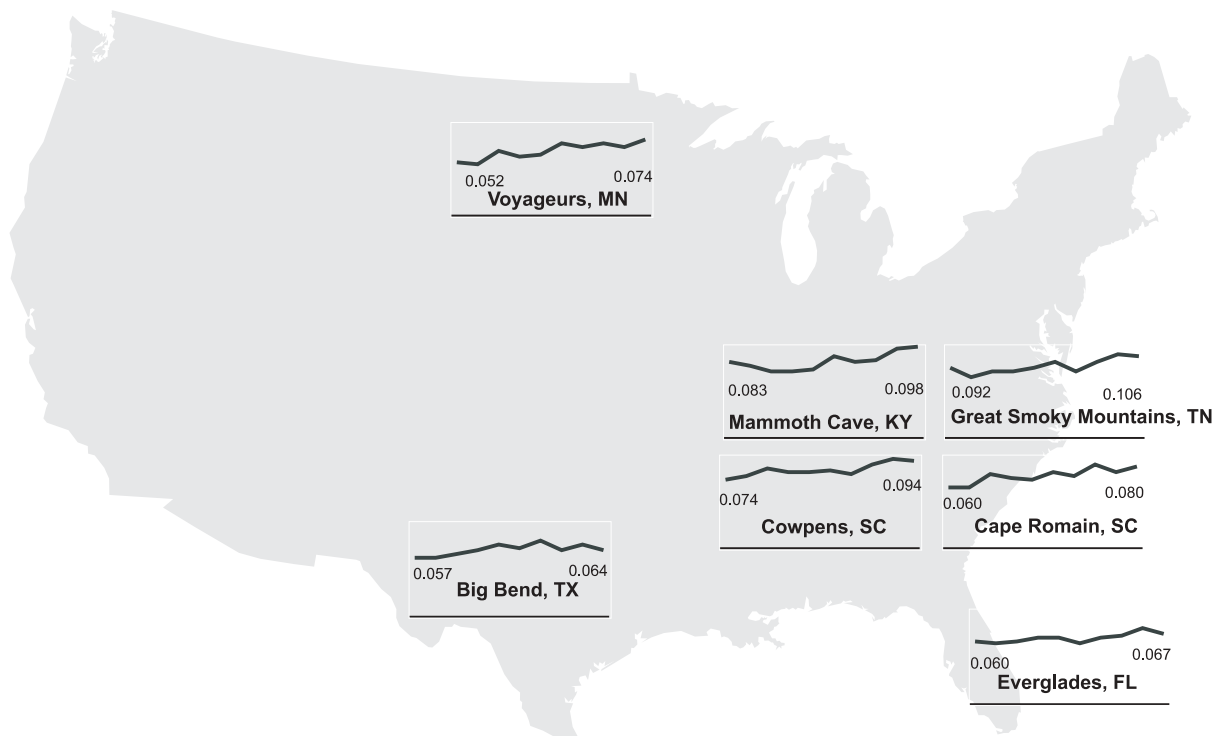 0.052 0.074
Voyageurs, MN
0.083 0.098
Mammoth Cave, KY
0.092 0.106
Great Smoky Mountains, TN
0.074 0.094
Cowpens, SC
0.060 0.080
Cape Romain, SC
0.057 0.064
Big Bend, TX
0.060 0.067
Everglades, FL